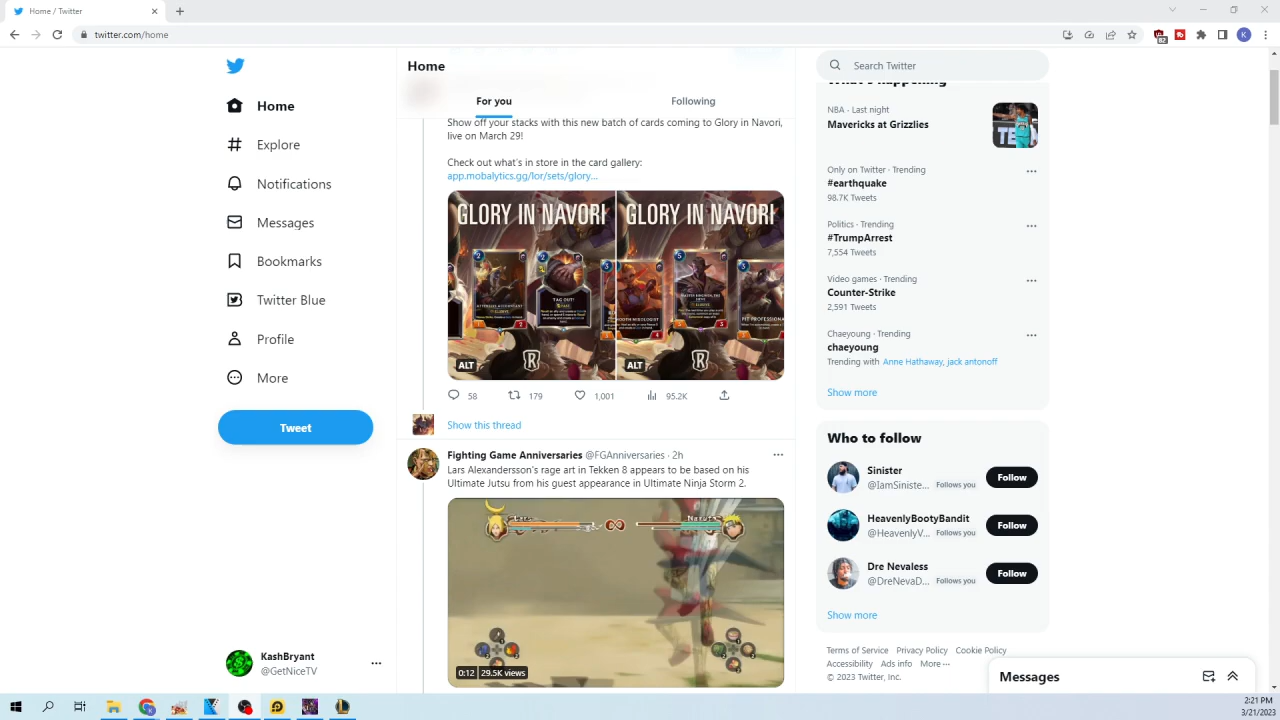 Home / Twitter
twitter.com/home
82
K
Home
Explore
Notifications
Messages
Bookmarks
Twitter Blue
Profile
More
Tweet
KashBryant
@GetNiceTV
Home
For you
Following
Show off your stacks with this new batch of cards coming to Glory in Navori,
live on March 29!
Check out what's in store in the card gallery:
app.mobalytics.gg/lor/sets/glory...
GLORY IN NAVORI
GLORY IN NAVORI
TAG OUT!
ALT
ALT
58
179
1,001
95.2K
Show this thread
Fighting Game Anniversaries @FGAnniversaries · 2h
Lars Alexandersson's rage art in Tekken 8 appears to be based on his
Ultimate Jutsu from his guest appearance in Ultimate Ninja Storm 2.
0:12
29.5K views
Search Twitter
What's happening
NBA · Last night
Mavericks at Grizzlies
Only on Twitter · Trending
#earthquake
98.7K Tweets
Politics · Trending
#TrumpArrest
7,554 Tweets
Video games · Trending
Counter-Strike
2,591 Tweets
Chaeyoung · Trending
chaeyoung
Trending with Anne Hathaway, jack antonoff
Show more
Who to follow
Sinister
@IamSiniste... Follows you
Follow
HeavenlyBootyBandit
@HeavenlyV... Follows you
Follow
Dre Nevaless
@DreNevaD... Follows you
Follow
Show more
Terms of Service Privacy Policy Cookie Policy
Accessibility Ads info More ···
© 2023 Twitter, Inc.
Messages
2:21 PM
3/21/2023